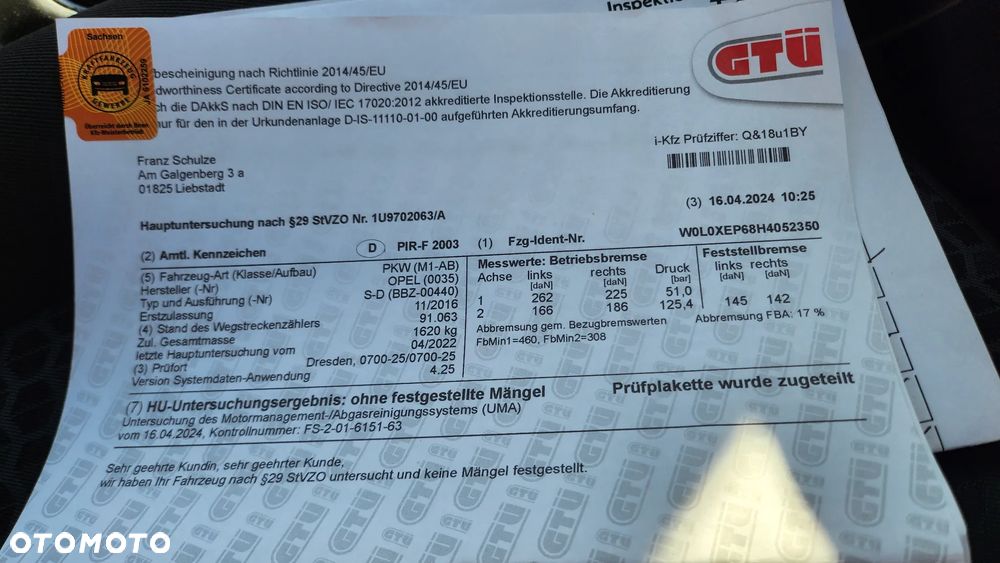 Inspekti
Sachsen
KRAFTFAHRZEUG
GEWERBE
Überreicht durch Ihren
Kfz-Meisterbetrieb
GTÜ
bescheinigung nach Richtlinie 2014/45/EU
dworthiness Certificate according to Directive 2014/45/EU
ch die DAkkS nach DIN EN ISO/ IEC 17020:2012 akkreditierte Inspektionsstelle. Die Akkreditierung
nur für den in der Urkundenanlage D-IS-11110-01-00 aufgeführten Akkreditierungsumfang.
i-Kfz Prüfziffer: Q&18u1BY
Franz Schulze
Am Galgenberg 3 a
01825 Liebstadt
(3) 16.04.2024 10:25
Hauptuntersuchung nach §29 StVZO Nr. 1U9702063/A
(2) Amtl. Kennzeichen D PIR-F 2003 (1) Fzg-Ident-Nr. W0L0XEP68H4052350
(5) Fahrzeug-Art (Klasse/Aufbau) PKW (M1-AB)
Hersteller (-Nr) OPEL (0035)
Typ und Ausführung (-Nr) S-D (BBZ-00440)
Erstzulassung 11/2016
(4) Stand des Wegstreckenzählers 91.063
Zul. Gesamtmasse 1620 kg
letzte Hauptuntersuchung vom 04/2022
(3) Prüfort Dresden, 0700-25/0700-25
Version Systemdaten-Anwendung 4.25
Messwerte: Betriebsbremse Feststellbremse
Achse links rechts Druck links rechts
[daN] [daN] [bar] [daN] [daN]
1 262 225 51,0
2 166 186 125,4 145 142
Abbremsung gem. Bezugbremswerten Abbremsung FBA: 17 %
FbMin1=460, FbMin2=308
(7) HU-Untersuchungsergebnis: ohne festgestellte Mängel Prüfplakette wurde zugeteilt
Untersuchung des Motormanagement-/Abgasreinigungssystems (UMA)
vom 16.04.2024, Kontrollnummer: FS-2-01-6151-63
Sehr geehrte Kundin, sehr geehrter Kunde,
wir haben Ihr Fahrzeug nach §29 StVZO untersucht und keine Mängel festgestellt.
OTOMOTO